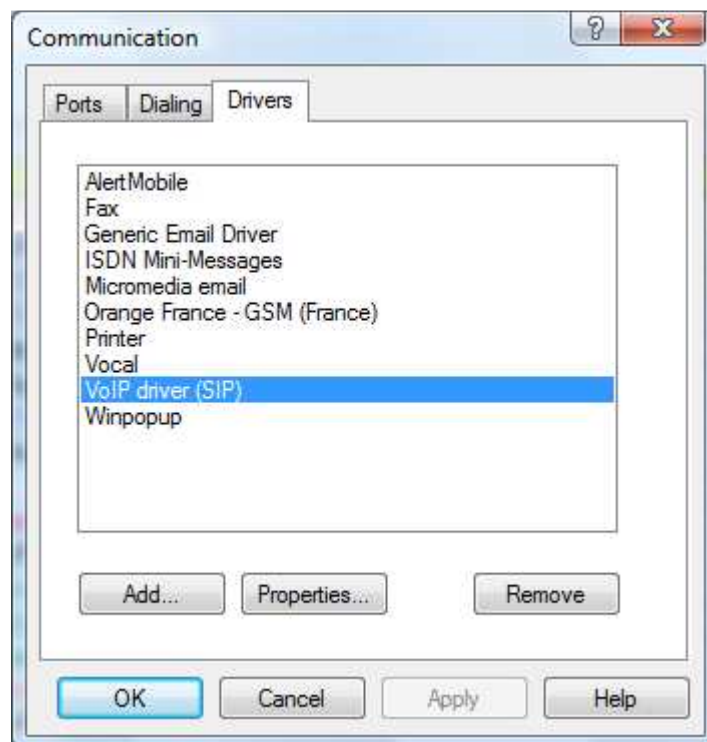 Communication
Ports Dialing Drivers
AlertMobile
Fax
Generic Email Driver
ISDN Mini-Messages
Micromedia email
Orange France - GSM (France)
Printer
Vocal
VoIP driver (SIP)
Winpopup
Add... Properties... Remove
OK Cancel Apply Help